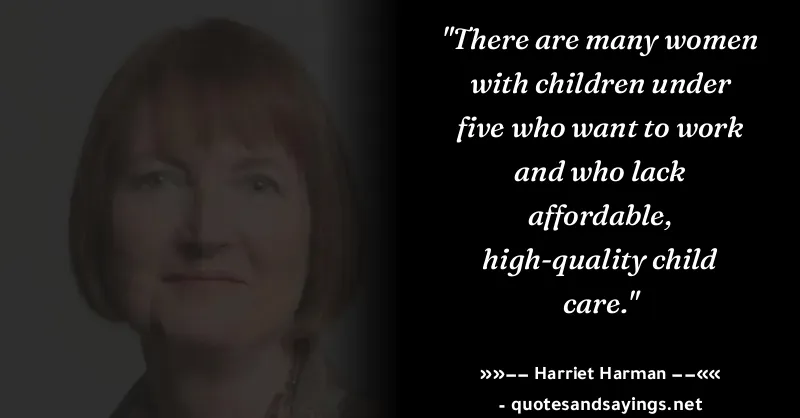 "There are many women
with children under
five who want to work
and who lack
affordable,
high-quality child
care."
»»–– Harriet Harman ––««
- quotesandsayings.net